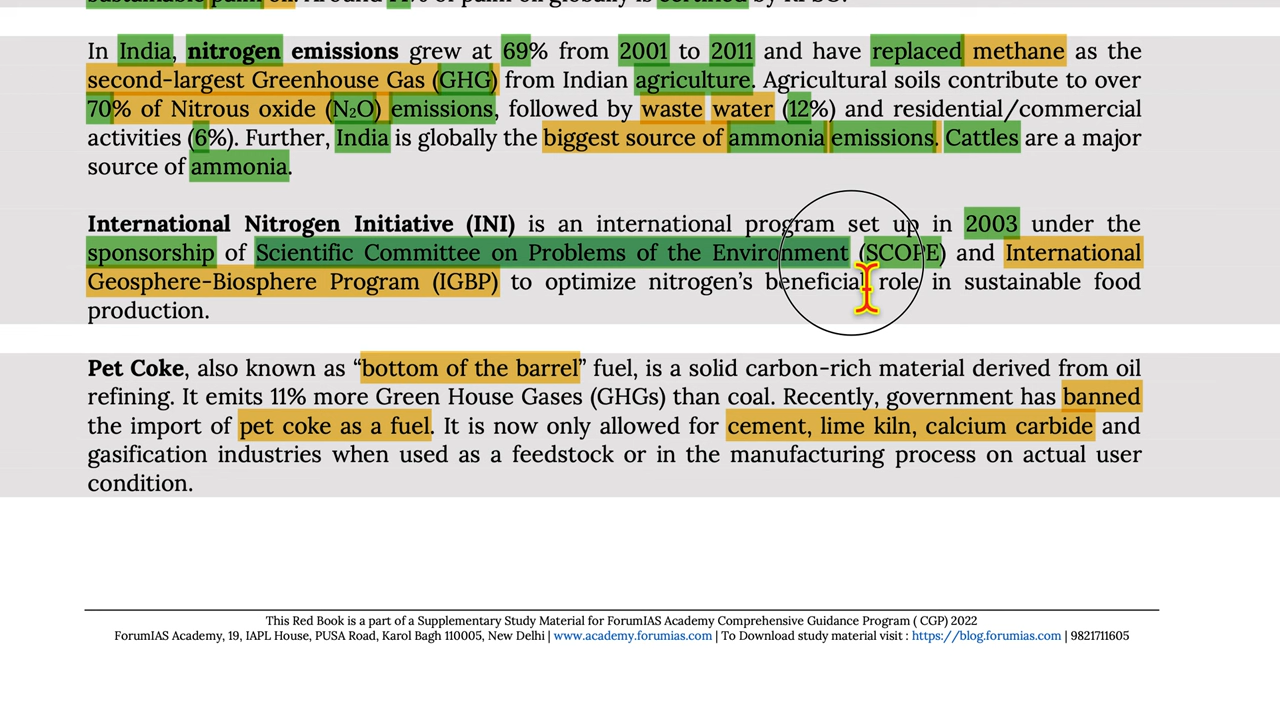 In India, nitrogen emissions grew at 69% from 2001 to 2011 and have replaced methane as the
second-largest Greenhouse Gas (GHG) from Indian agriculture. Agricultural soils contribute to over
70% of Nitrous oxide (N₂O) emissions, followed by waste water (12%) and residential/commercial
activities (6%). Further, India is globally the biggest source of ammonia emissions. Cattles are a major
source of ammonia.
International Nitrogen Initiative (INI) is an international program set up in 2003 under the
sponsorship of Scientific Committee on Problems of the Environment (SCOPE) and International
Geosphere-Biosphere Program (IGBP) to optimize nitrogen’s beneficial role in sustainable food
production.
Pet Coke, also known as “bottom of the barrel” fuel, is a solid carbon-rich material derived from oil
refining. It emits 11% more Green House Gases (GHGs) than coal. Recently, government has banned
the import of pet coke as a fuel. It is now only allowed for cement, lime kiln, calcium carbide and
gasification industries when used as a feedstock or in the manufacturing process on actual user
condition.
This Red Book is a part of a Supplementary Study Material for ForumIAS Academy Comprehensive Guidance Program ( CGP) 2022
ForumIAS Academy, 19, IAPL House, PUSA Road, Karol Bagh 110005, New Delhi | www.academy.forumias.com | To Download study material visit : https://blog.forumias.com | 9821711605